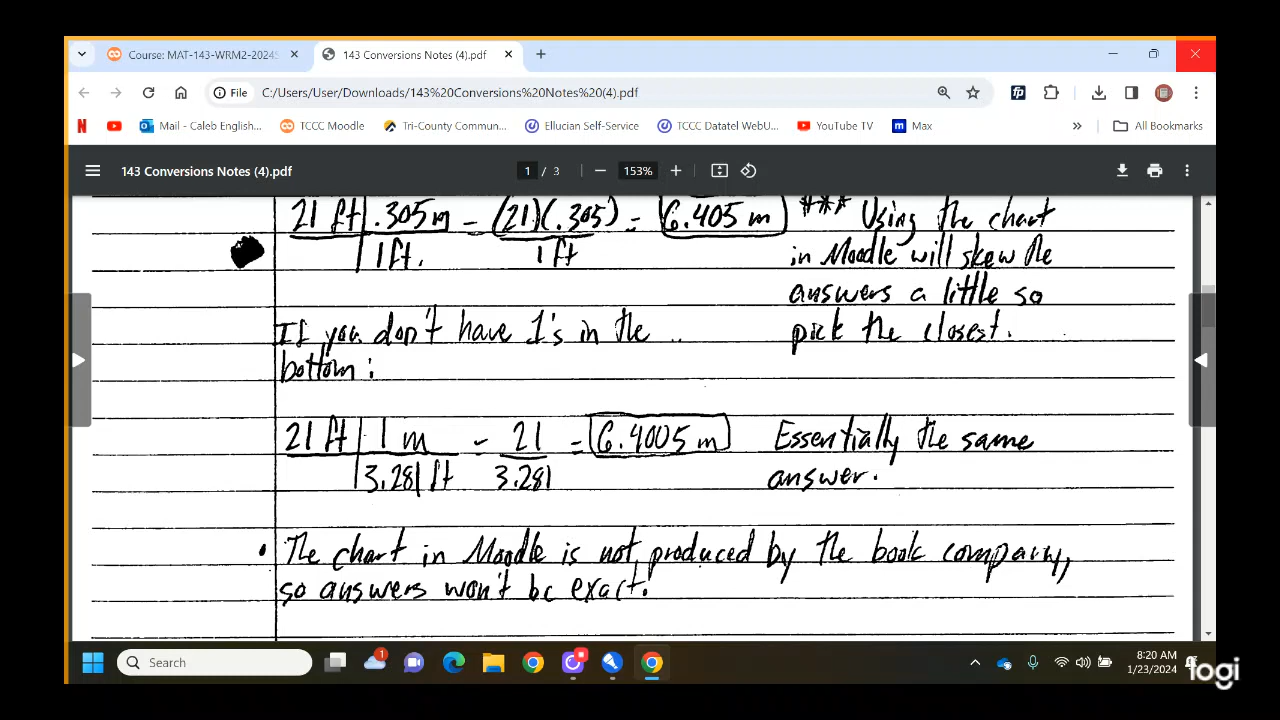 Course: MAT-143-WRM2-2024S
143 Conversions Notes (4).pdf
File
C:/Users/User/Downloads/143%20Conversions%20Notes%20(4).pdf
N
Mail - Caleb English...
TCCC Moodle
Tri-County Commun...
Ellucian Self-Service
TCCC Datatel WebU...
YouTube TV
m Max
»
All Bookmarks
143 Conversions Notes (4).pdf
1 / 3
153%
21 ft | .305 m = (21)(.305) = 6.405 m
1 ft. 1 ft
*** Using the chart
in Moodle will skew the
answers a little so
pick the closest.
If you don't have 1's in the
bottom:
21 ft | 1 m = 21 = 6.4005 m
3.281 ft 3.281
Essentially the same
answer.
• The chart in Moodle is not produced by the book company,
so answers won't be exact.
Search
1
8:20 AM
1/23/2024
logi